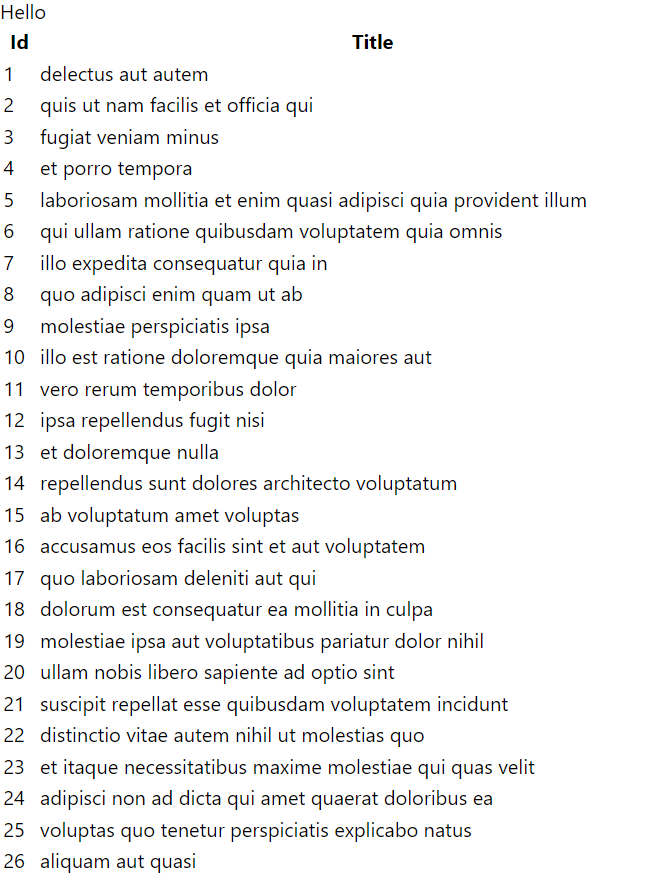 Hello
Id Title
1 delectus aut autem
2 quis ut nam facilis et officia qui
3 fugiat veniam minus
4 et porro tempora
5 laboriosam mollitia et enim quasi adipisci quia provident illum
6 qui ullam ratione quibusdam voluptatem quia omnis
7 illo expedita consequatur quia in
8 quo adipisci enim quam ut ab
9 molestiae perspiciatis ipsa
10 illo est ratione doloremque quia maiores aut
11 vero rerum temporibus dolor
12 ipsa repellendus fugit nisi
13 et doloremque nulla
14 repellendus sunt dolores architecto voluptatum
15 ab voluptatum amet voluptas
16 accusamus eos facilis sint et aut voluptatem
17 quo laboriosam deleniti aut qui
18 dolorum est consequatur ea mollitia in culpa
19 molestiae ipsa aut voluptatibus pariatur dolor nihil
20 ullam nobis libero sapiente ad optio sint
21 suscipit repellat esse quibusdam voluptatem incidunt
22 distinctio vitae autem nihil ut molestias quo
23 et itaque necessitatibus maxime molestiae qui quas velit
24 adipisci non ad dicta qui amet quaerat doloribus ea
25 voluptas quo tenetur perspiciatis explicabo natus
26 aliquam aut quasi